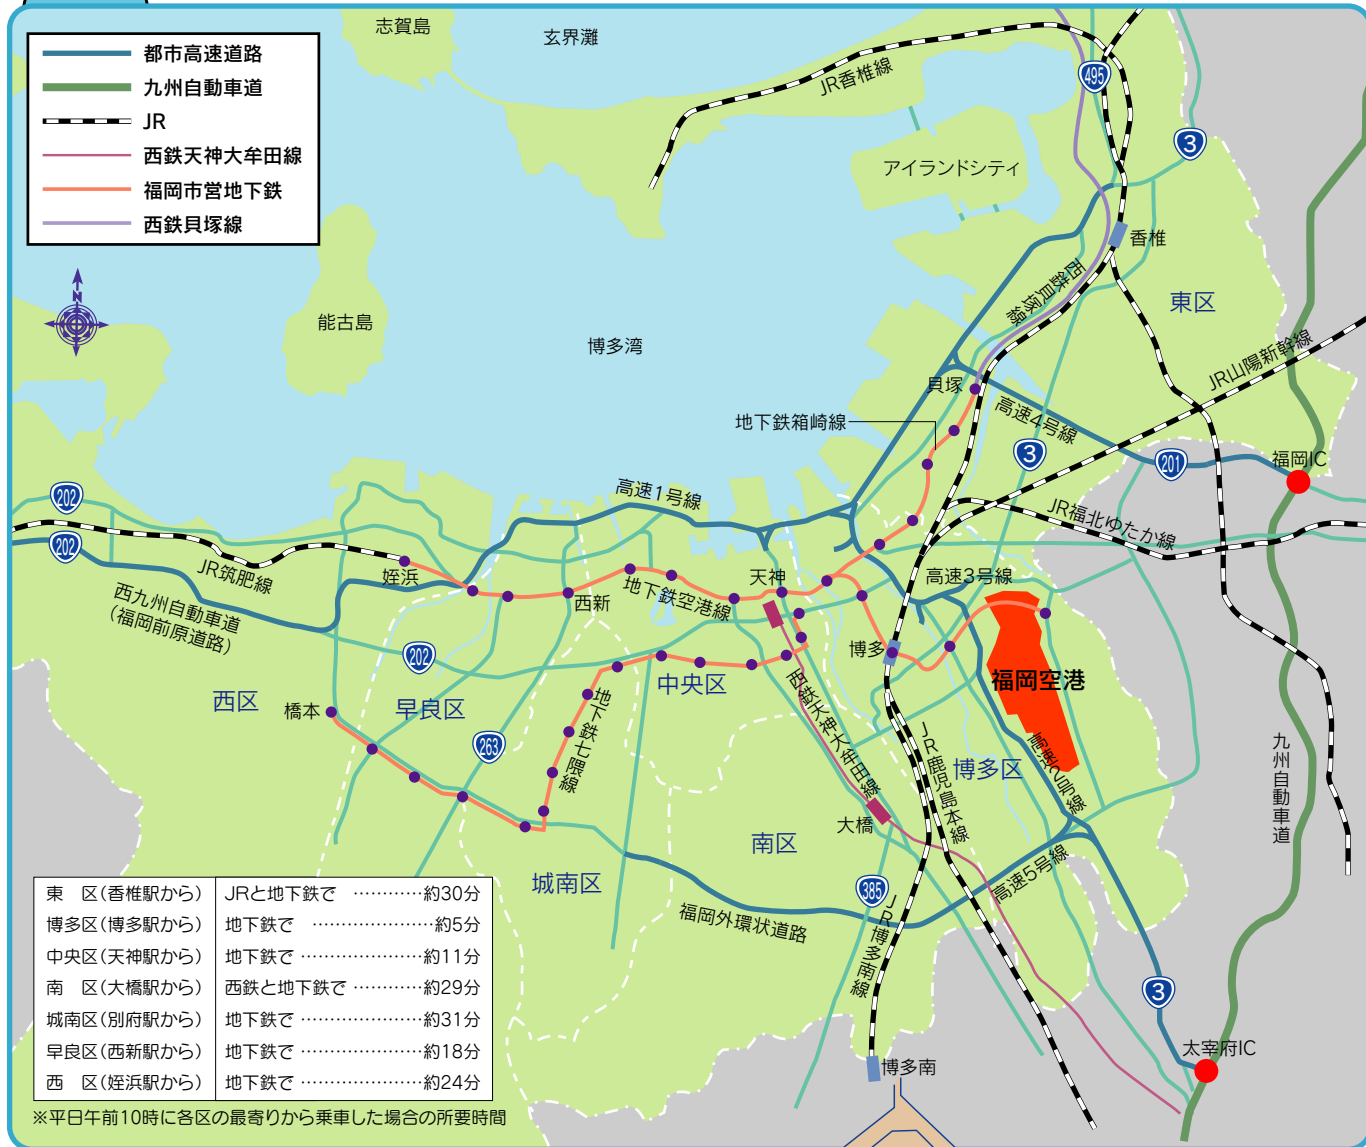 都市高速道路
九州自動車道
JR
西鉄天神大牟田線
福岡市営地下鉄
西鉄貝塚線
志賀島
玄界灘
JR香椎線
495
3
アイランドシティ
香椎
東区
西鉄貝塚線
N
能古島
博多湾
JR山陽新幹線
貝塚
高速4号線
地下鉄箱崎線
3
201
福岡IC
202
高速1号線
JR福北ゆたか線
202
JR筑肥線
姪浜
西新
地下鉄空港線
天神
高速3号線
西九州自動車道
(福岡前原道路)
202
博多
福岡空港
中央区
西区
橋本
早良区
263
地下鉄七隈線
西鉄天神大牟田線
JR鹿児島本線
博多区
高速2号線
九州自動車道
大橋
南区
城南区
385
高速5号線
福岡外環状道路
JR博多南線
3
太宰府IC
博多南
東 区(香椎駅から) JRと地下鉄で …………約30分
博多区(博多駅から) 地下鉄で …………………約5分
中央区(天神駅から) 地下鉄で …………………約11分
南 区(大橋駅から) 西鉄と地下鉄で …………約29分
城南区(別府駅から) 地下鉄で …………………約31分
早良区(西新駅から) 地下鉄で …………………約18分
西 区(姪浜駅から) 地下鉄で …………………約24分
※平日午前10時に各区の最寄りから乗車した場合の所要時間